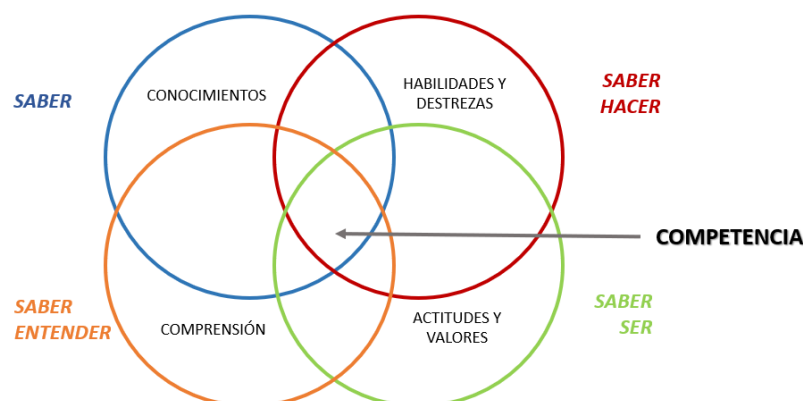 SABER
CONOCIMIENTOS
HABILIDADES Y
DESTREZAS
SABER
HACER
COMPETENCIA
SABER
ENTENDER
COMPRENSIÓN
ACTITUDES Y
VALORES
SABER
SER